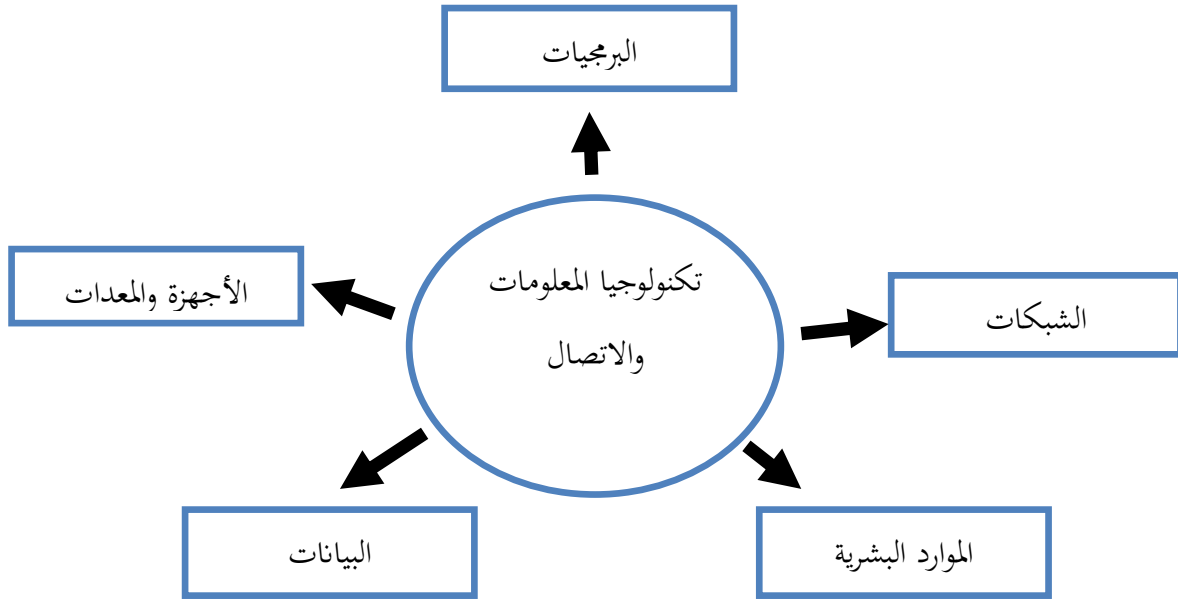 البرمجيات
تكنولوجيا المعلومات
والاتصال
الأجهزة والمعدات
الشبكات
البيانات
الموارد البشرية